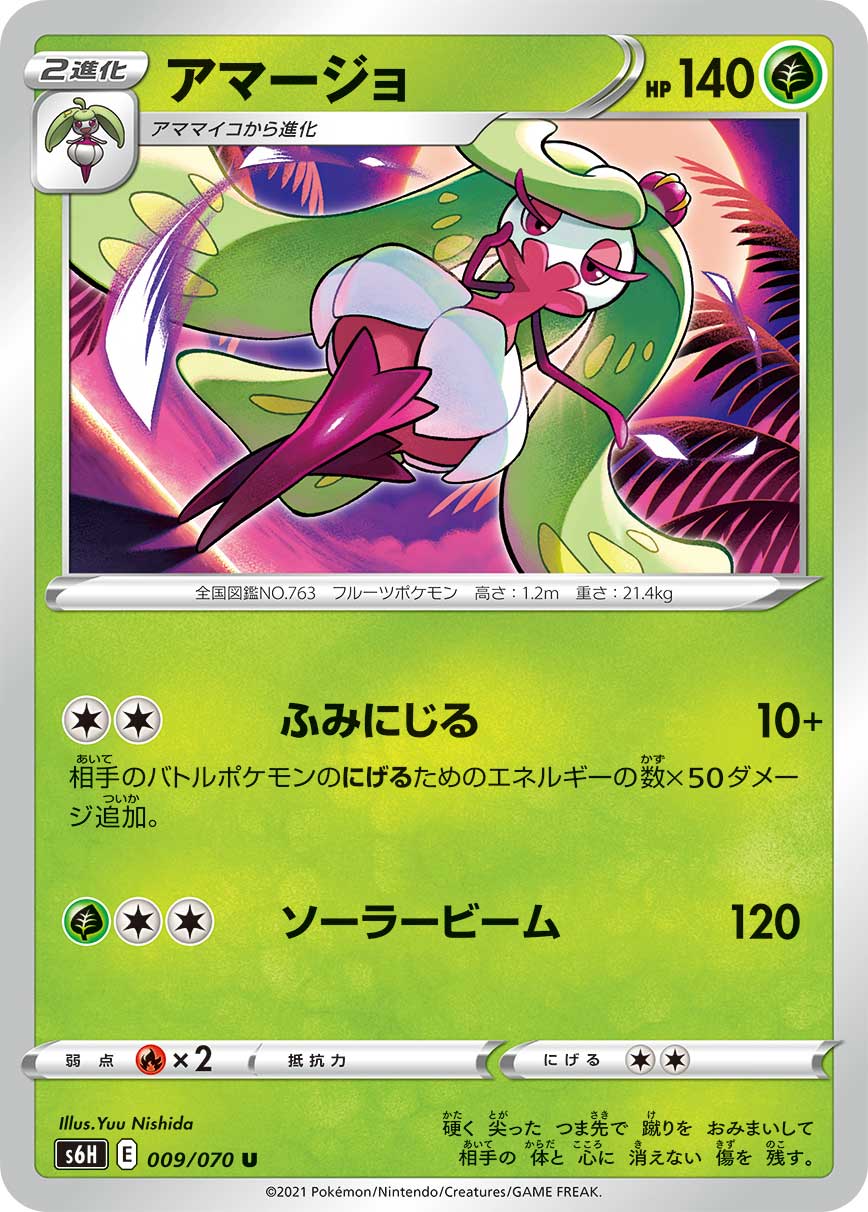 2進化
アマージョ
HP 140
アママイコから進化
全国図鑑NO.763 フルーツポケモン 高さ：1.2m 重さ：21.4kg
ふみにじる 10+
相手のバトルポケモンのにげるためのエネルギーの数×50ダメー
ジ追加。
ソーラービーム 120
弱点 ×2 抵抗力 にげる
Illus.Yuu Nishida
硬く 尖った つま先で 蹴りを おみまいして
相手の 体と 心に 消えない 傷を 残す。
s6H E 009/070 U
©2021 Pokémon/Nintendo/Creatures/GAME FREAK.